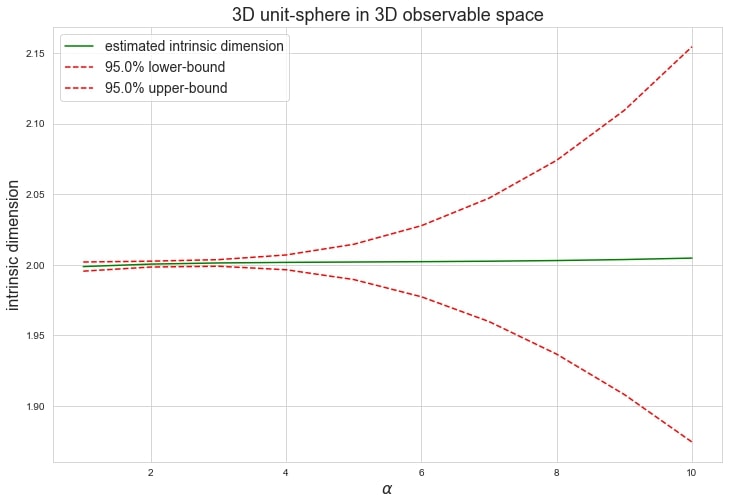 3D unit-sphere in 3D observable space
estimated intrinsic dimension
95.0% lower-bound
95.0% upper-bound
2.15
2.10
2.05
2.00
1.95
1.90
intrinsic dimension
2
4
6
8
10
α